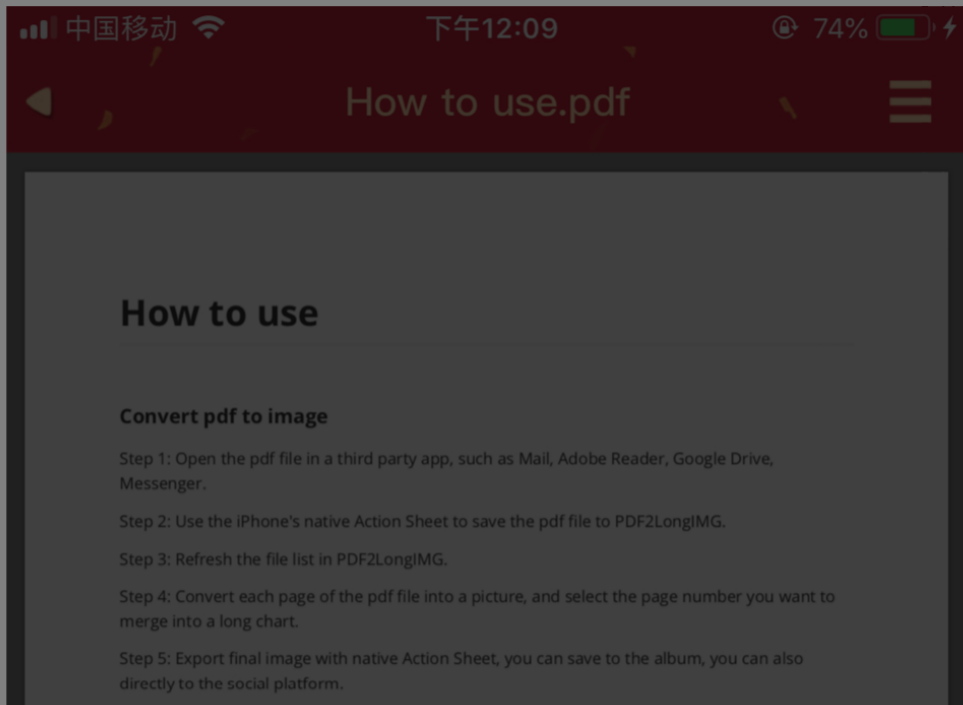 中国移动 下午12:09 74%
How to use.pdf
How to use
Convert pdf to image
Step 1: Open the pdf file in a third party app, such as Mail, Adobe Reader, Google Drive,
Messenger.
Step 2: Use the iPhone's native Action Sheet to save the pdf file to PDF2LongIMG.
Step 3: Refresh the file list in PDF2LongIMG.
Step 4: Convert each page of the pdf file into a picture, and select the page number you want to
merge into a long chart.
Step 5: Export final image with native Action Sheet, you can save to the album, you can also
directly to the social platform.